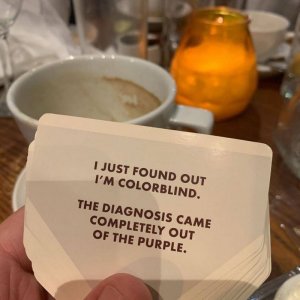 I JUST FOUND OUT
I'M COLORBLIND.
THE DIAGNOSIS CAME
COMPLETELY OUT
OF THE PURPLE.